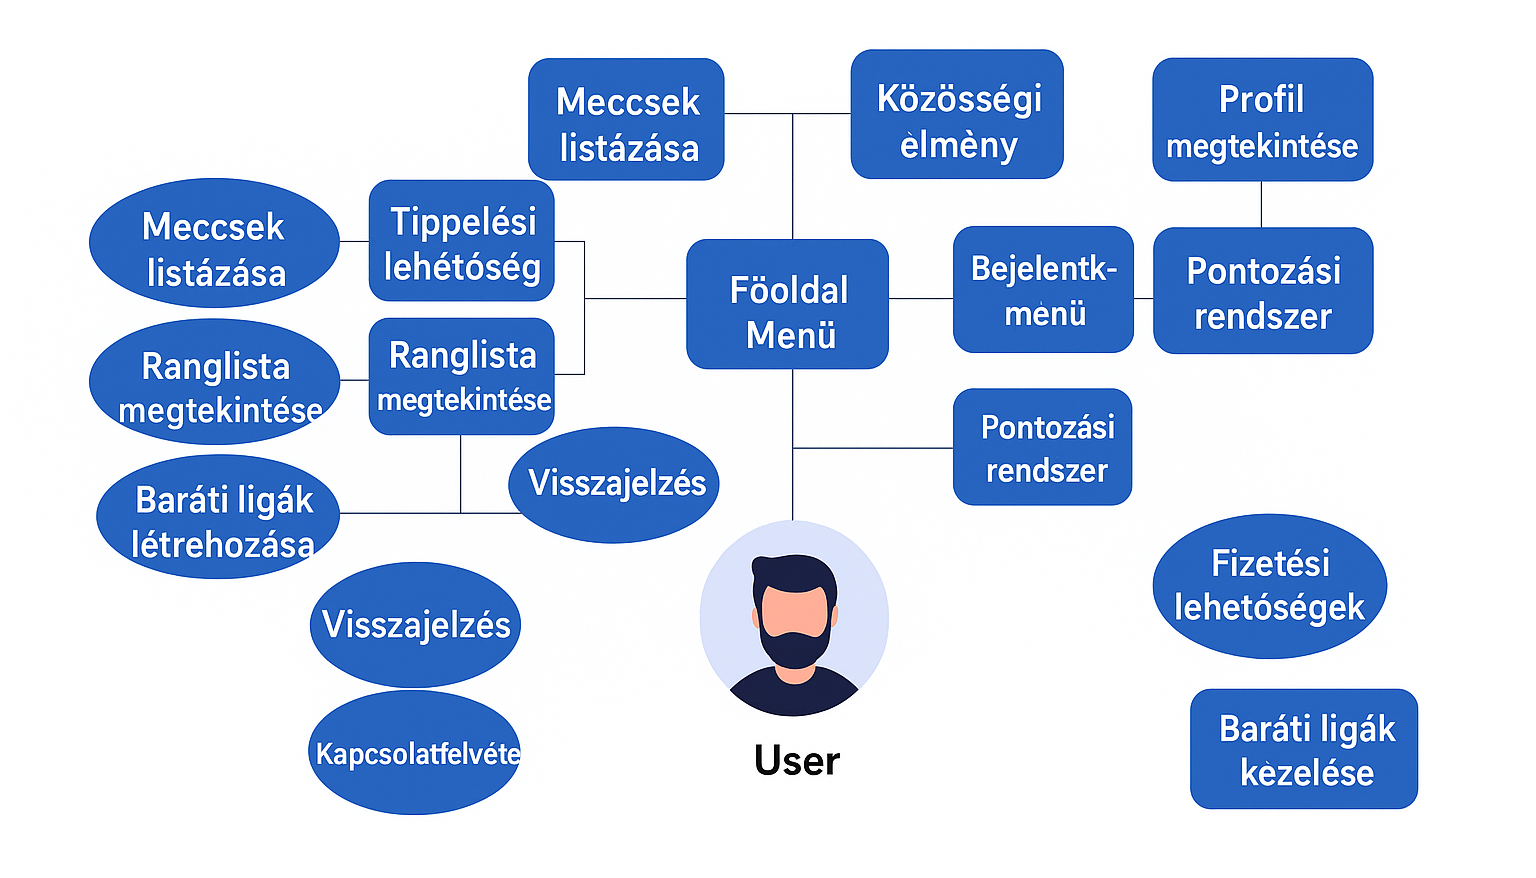 Meccsek
listázása
Közösségi
èlmèny
Profil
megtekintése
Meccsek
listázása
Tippelési
lehétóség
Föoldal
Menü
Bejelentk-
mènü
Pontozási
rendszer
Ranglista
megtekintése
Ranglista
megtekintése
Pontozási
rendszer
Baráti ligák
létrehozása
Visszajelzés
Visszajelzés
Fizetési
lehetóségek
Kapcsolatfelvéte
User
Baráti ligák
kèzelése